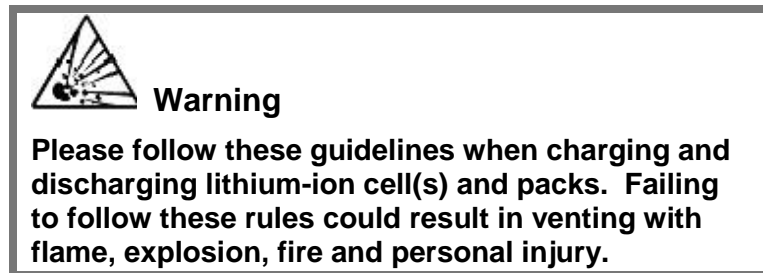 Warning
Please follow these guidelines when charging and
discharging lithium-ion cell(s) and packs.  Failing
to follow these rules could result in venting with
flame, explosion, fire and personal injury.